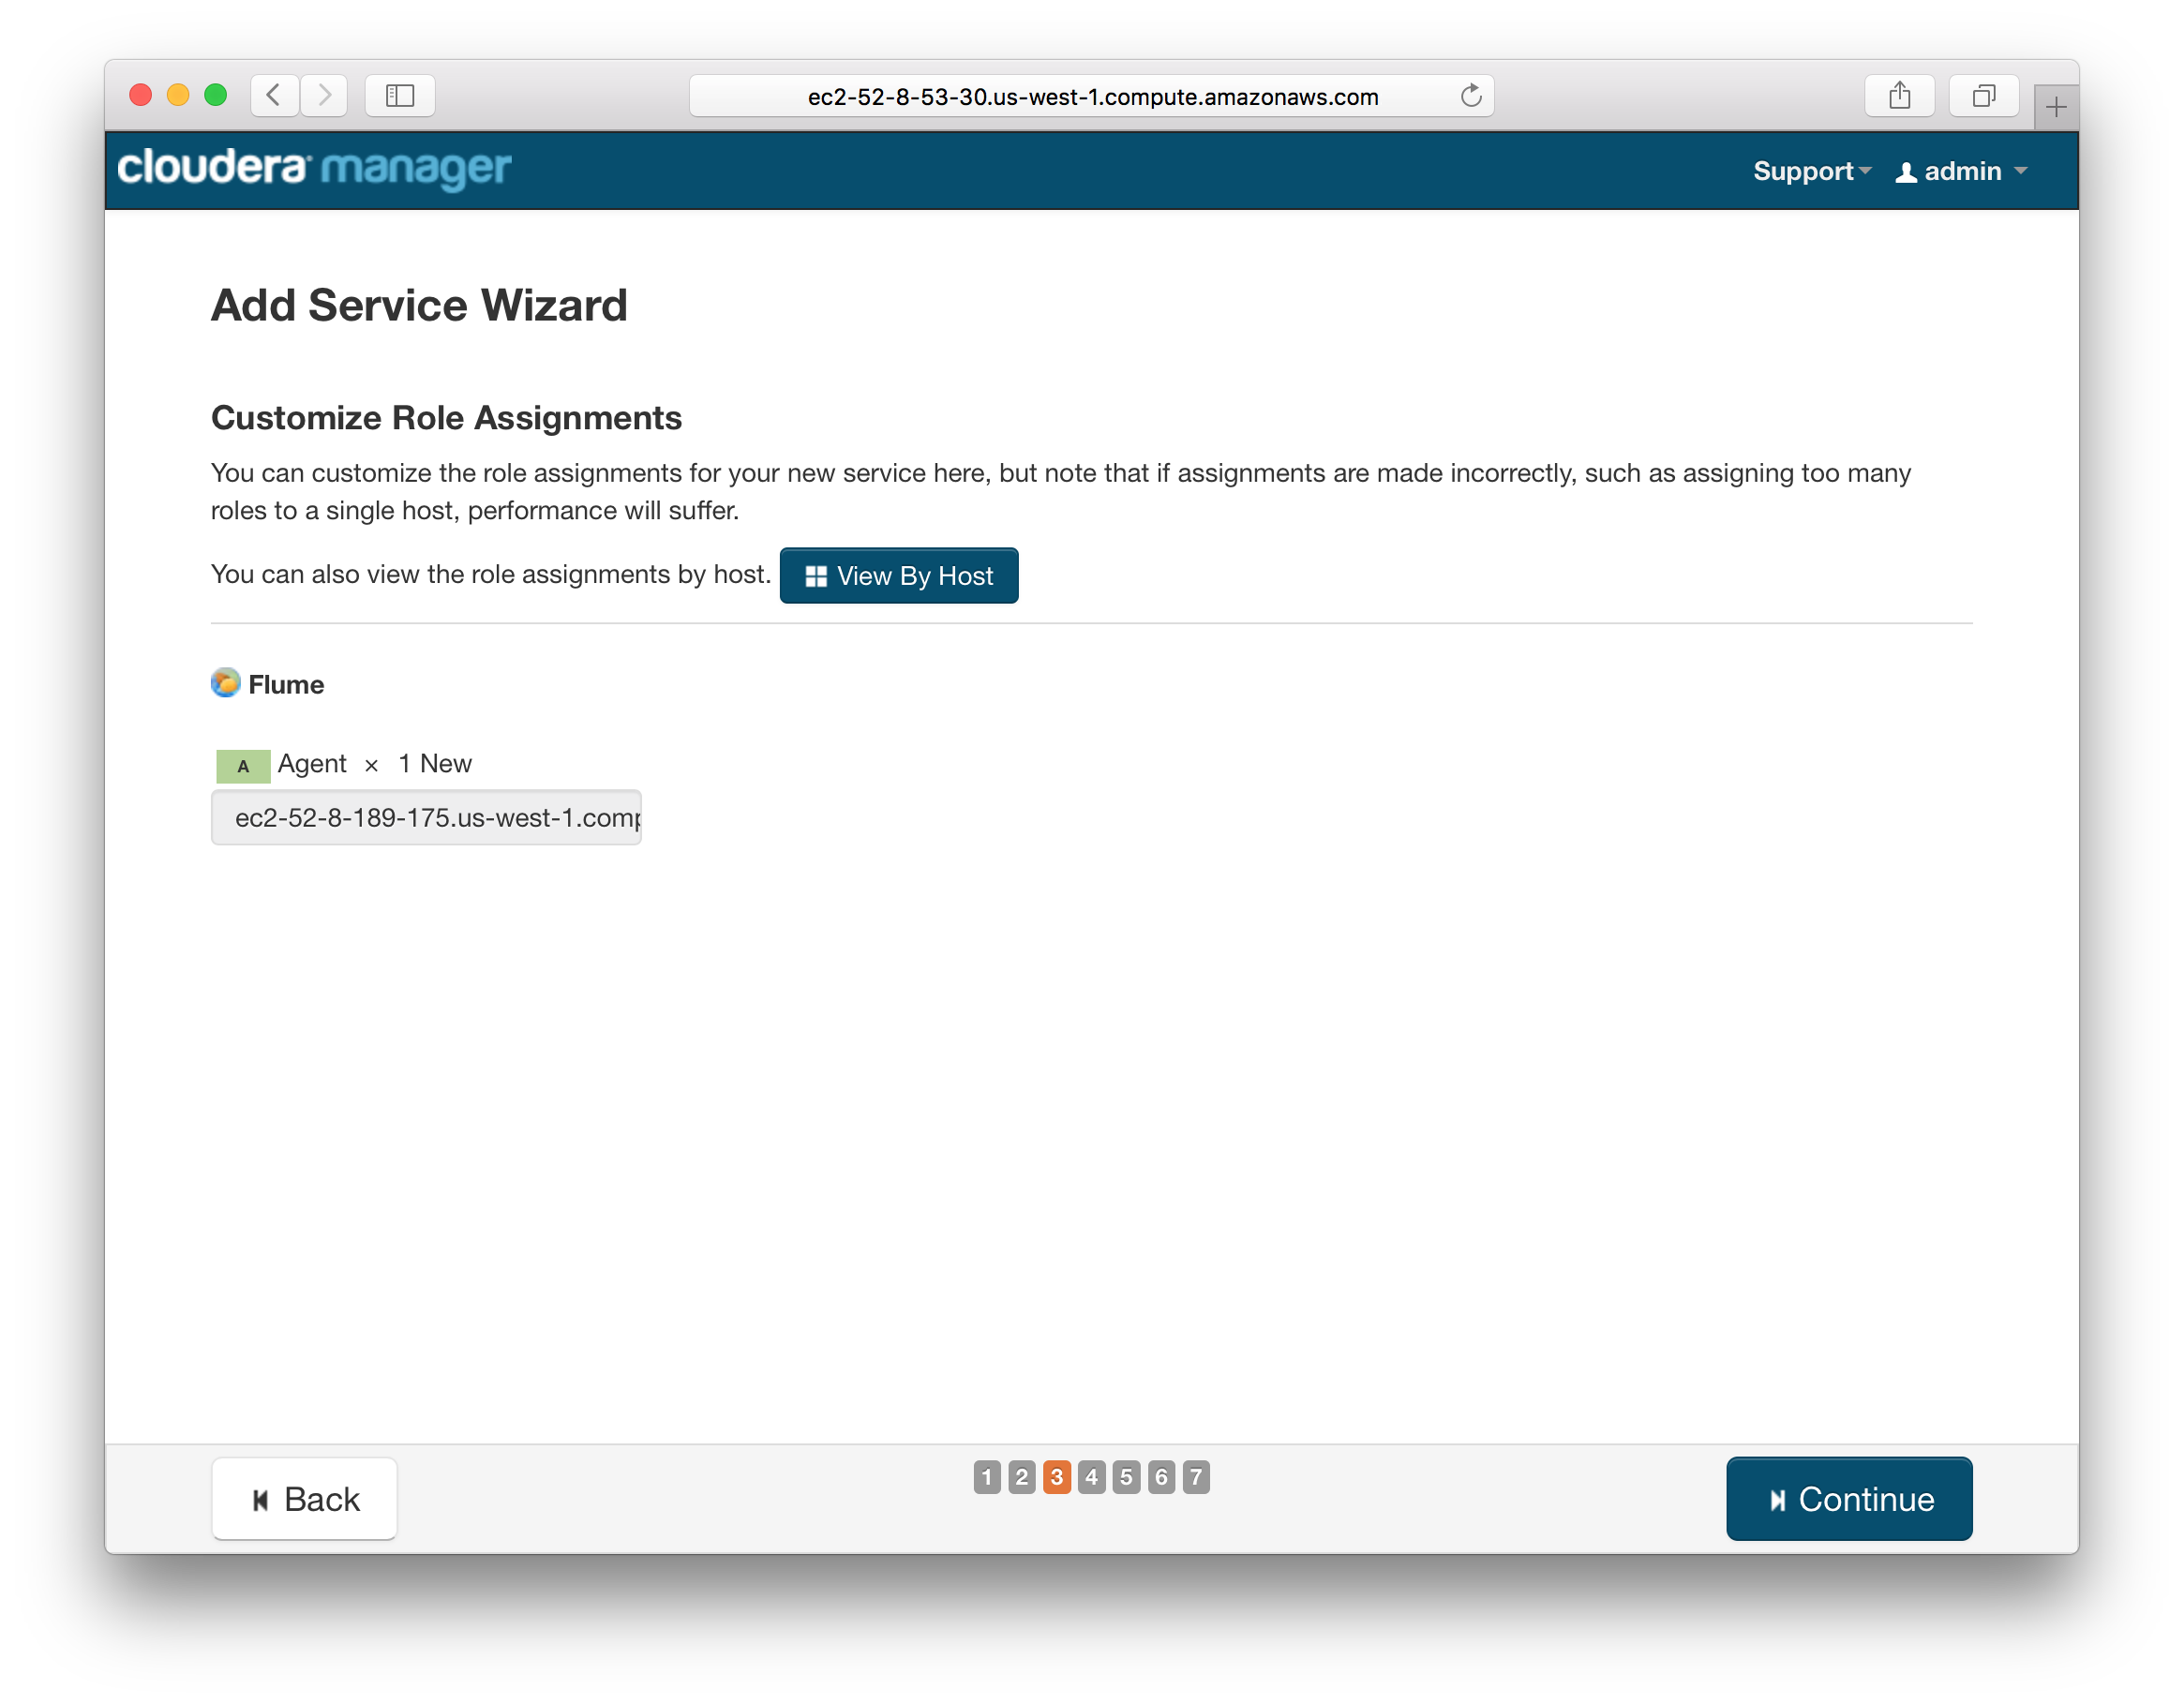 ec2-52-8-53-30.us-west-1.compute.amazonaws.com
cloudera manager
Support admin
Add Service Wizard
Customize Role Assignments
You can customize the role assignments for your new service here, but note that if assignments are made incorrectly, such as assigning too many
roles to a single host, performance will suffer.
You can also view the role assignments by host. View By Host
Flume
A Agent × 1 New
ec2-52-8-189-175.us-west-1.comp
Back 1 2 3 4 5 6 7 Continue